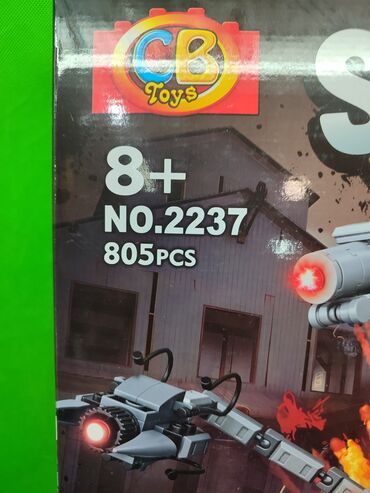 CB
Toys
S
8+
NO.2237
805PCS